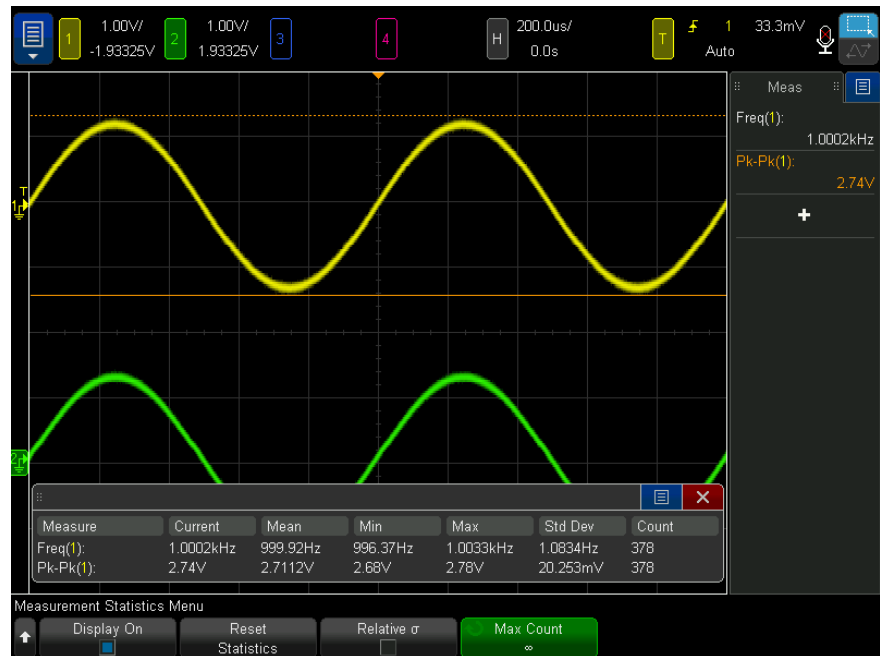 1 1.00V/ 2 1.00V/ 3 4 H 200.0us/ T 1 33.3mV
-1.93325V 1.93325V 0.0s Auto
Meas
Freq(1):
1.0002kHz
Pk-Pk(1):
2.74V
+
T
1
2
Measure Current Mean Min Max Std Dev Count
Freq(1): 1.0002kHz 999.92Hz 996.37Hz 1.0033kHz 1.0834Hz 378
Pk-Pk(1): 2.74V 2.7112V 2.68V 2.78V 20.253mV 378
Measurement Statistics Menu
Display On Reset Statistics Relative σ Max Count ∞